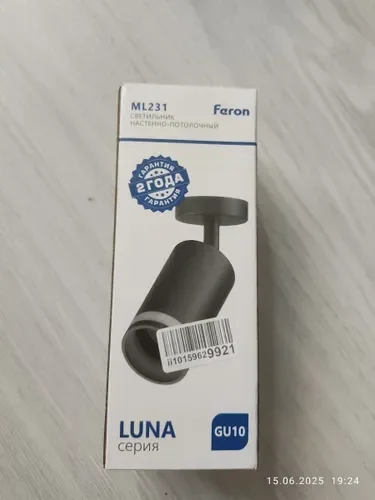 ML231
СВЕТИЛЬНИК
НАСТЕННО-ПОТОЛОЧНЫЙ
Feron
ГАРАНТИЯ
2 ГОДА
ГАРАНТИЯ
ii10159629921
LUNA
серия
GU10
15.06.2025 19:24